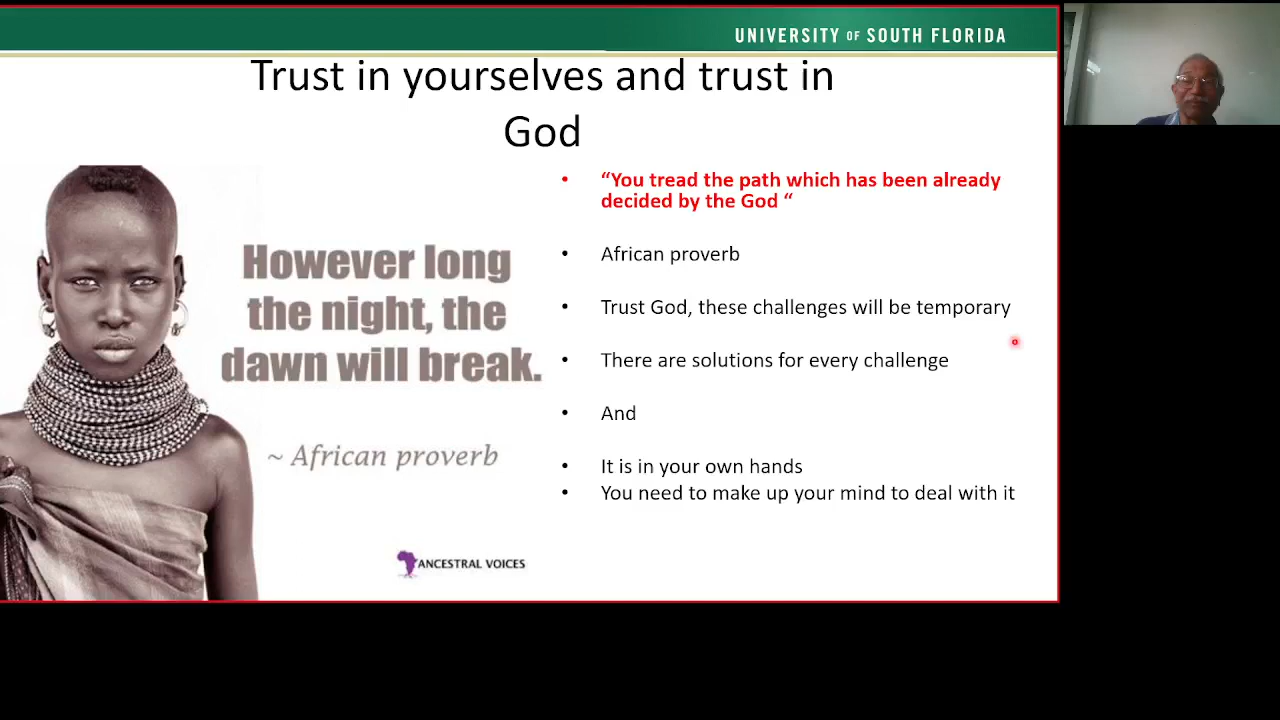 UNIVERSITY OF SOUTH FLORIDA
Trust in yourselves and trust in
God
However long
the night, the
dawn will break.
~ African proverb
ANCESTRAL VOICES
• “You tread the path which has been already
decided by the God “
• African proverb
• Trust God, these challenges will be temporary
• There are solutions for every challenge
• And
• It is in your own hands
• You need to make up your mind to deal with it